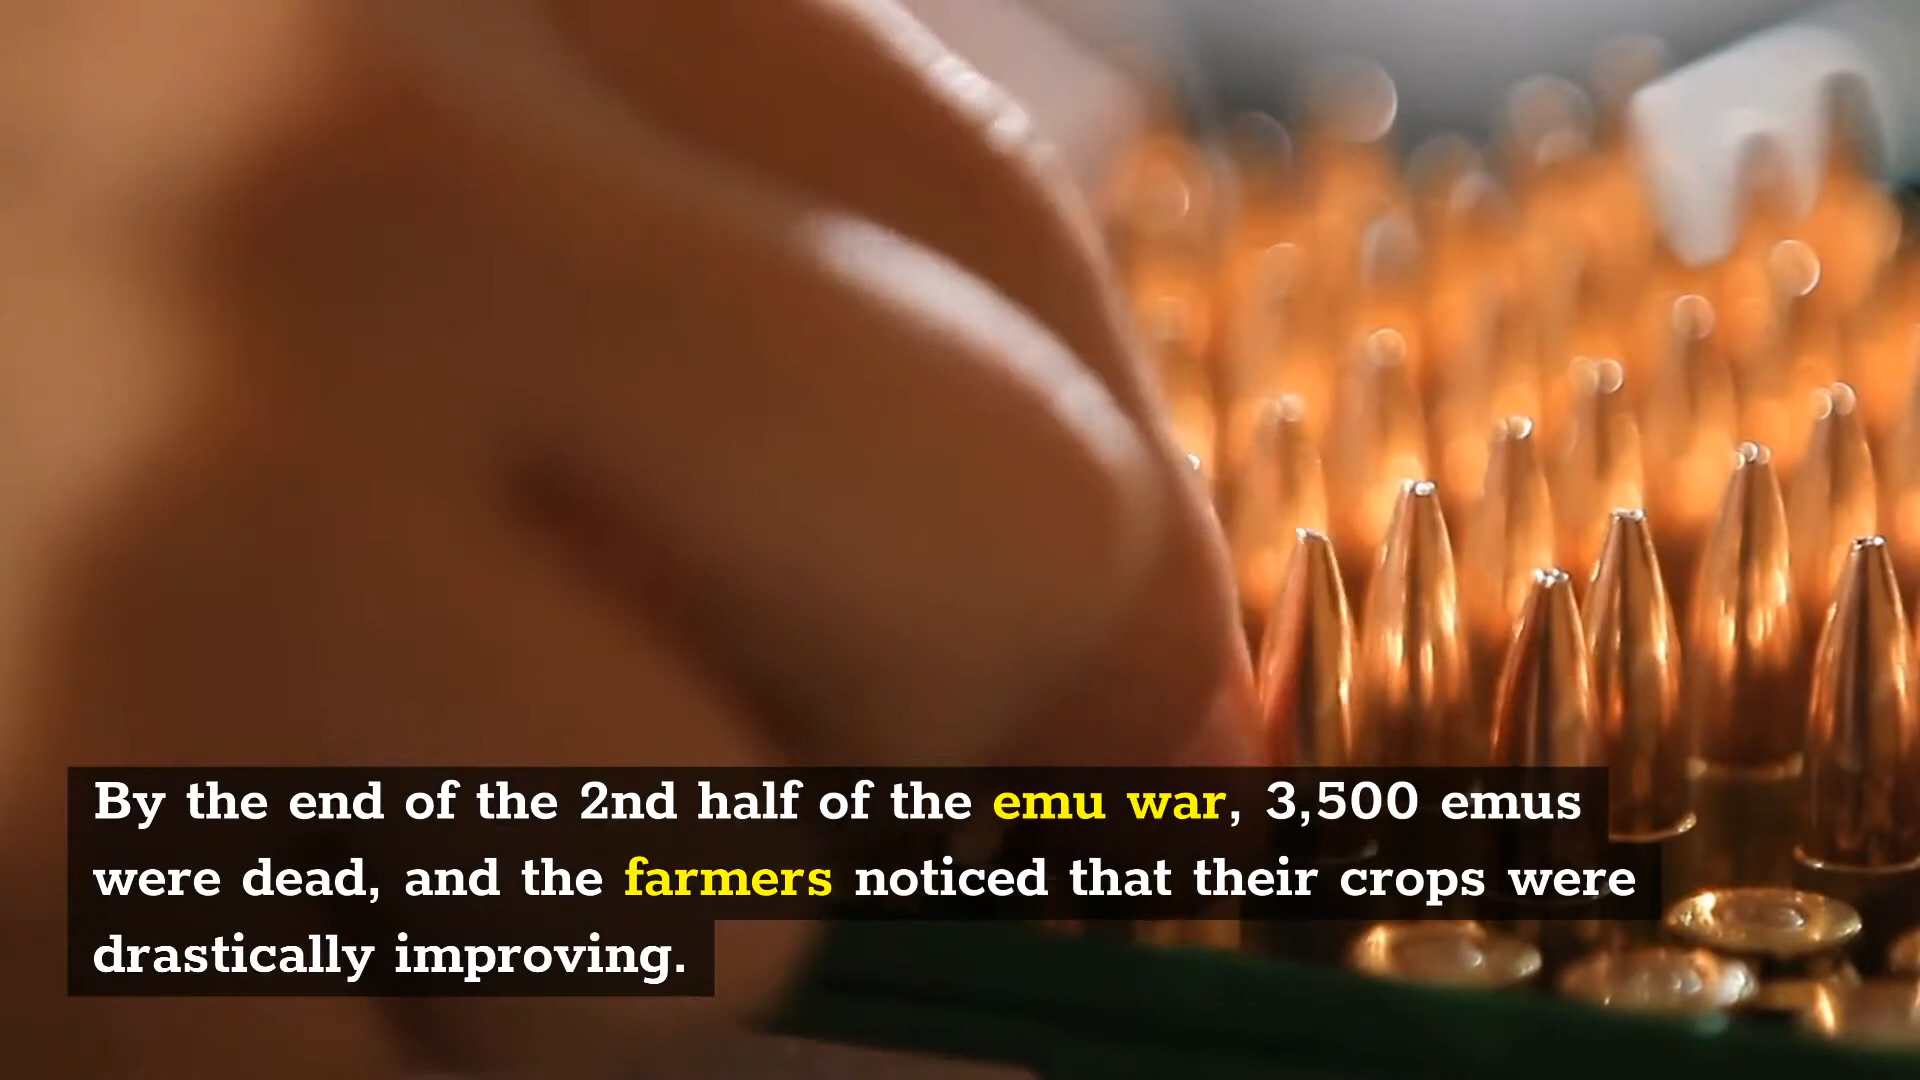 By the end of the 2nd half of the emu war, 3,500 emus
were dead, and the farmers noticed that their crops were
drastically improving.